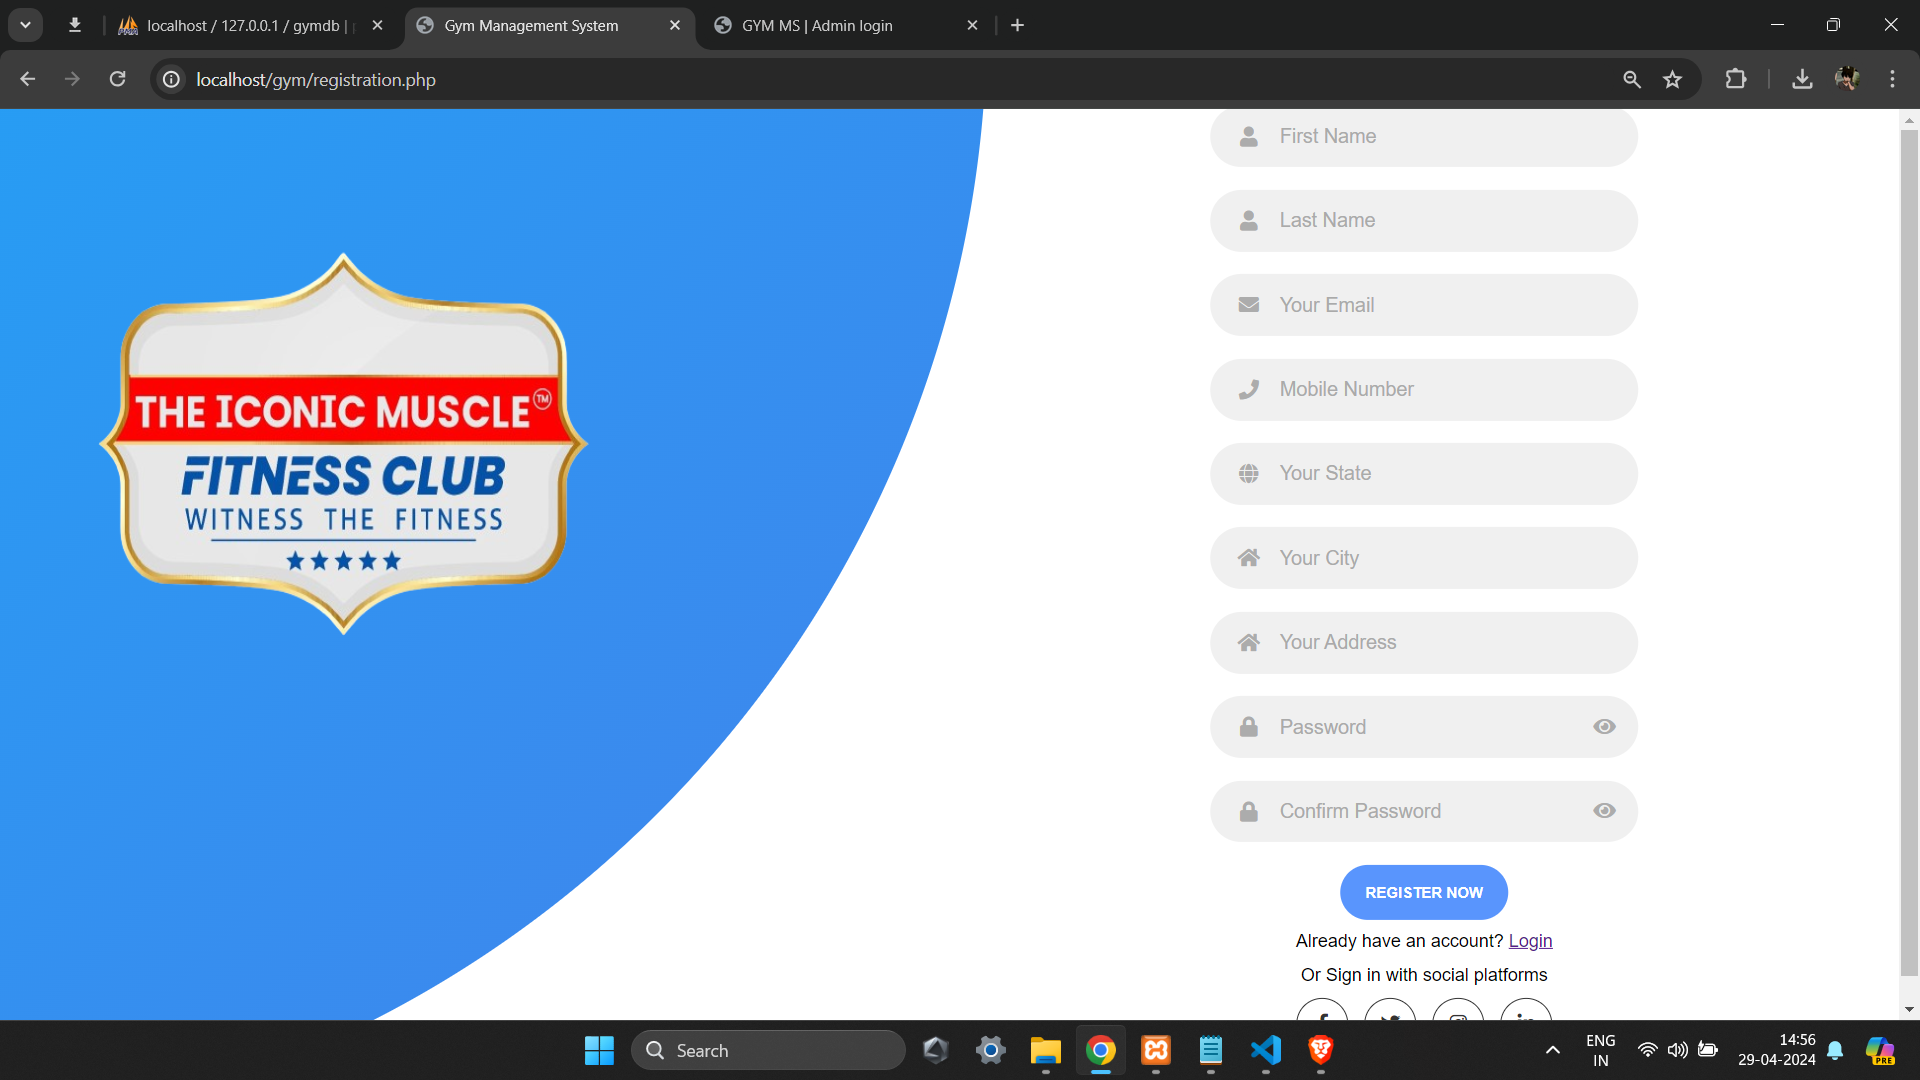 localhost / 127.0.0.1 / gymdb |
Gym Management System
GYM MS | Admin login
localhost/gym/registration.php
First Name
Last Name
Your Email
Mobile Number
Your State
Your City
Your Address
Password
Confirm Password
REGISTER NOW
Already have an account? Login
Or Sign in with social platforms
THE ICONIC MUSCLE™
FITNESS CLUB
WITNESS THE FITNESS
Search
ENG
IN
14:56
29-04-2024
PRE